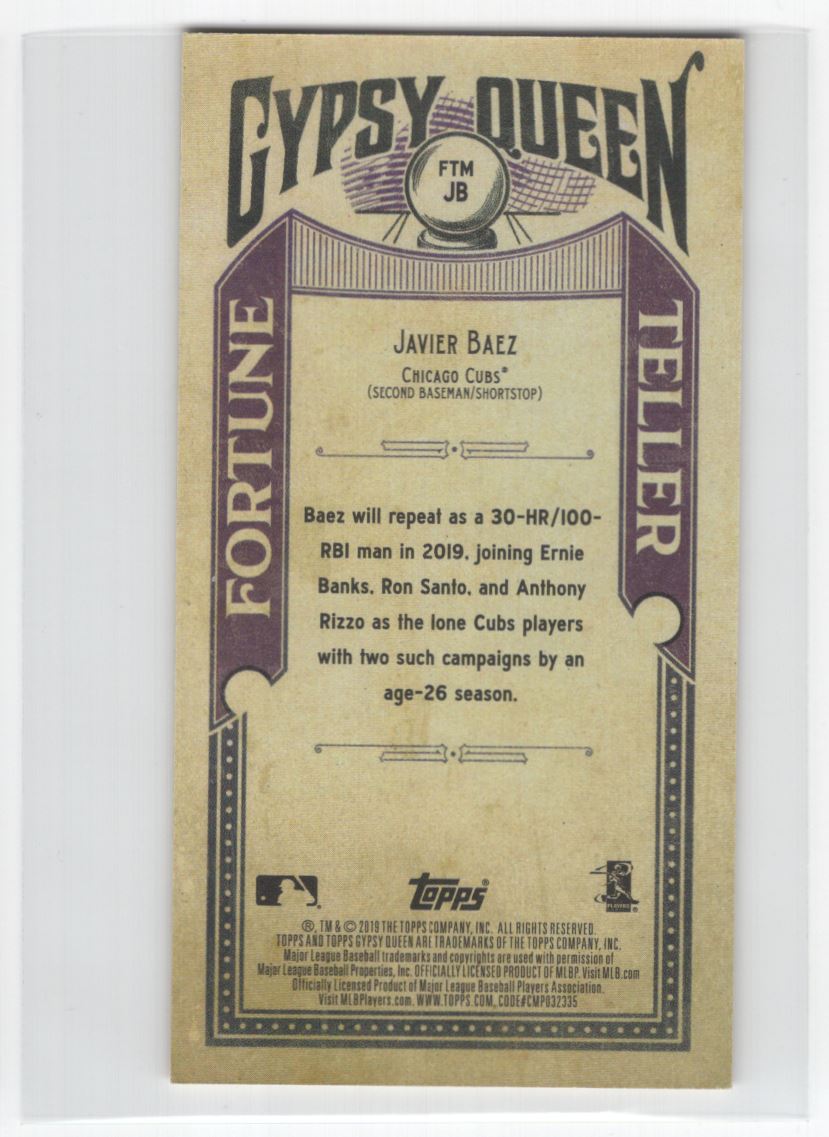 GYPSY QUEEN
FTM
JB
FORTUNE
TELLER
JAVIER BAEZ
CHICAGO CUBS®
(SECOND BASEMAN/SHORTSTOP)
Baez will repeat as a 30-HR/100-
RBI man in 2019, joining Ernie
Banks, Ron Santo, and Anthony
Rizzo as the lone Cubs players
with two such campaigns by an
age-26 season.
topps®
PLAYERS
®, TM & © 2019 THE TOPPS COMPANY, INC. ALL RIGHTS RESERVED.
TOPPS AND TOPPS GYPSY QUEEN ARE TRADEMARKS OF THE TOPPS COMPANY, INC.
Major League Baseball trademarks and copyrights are used with permission of
Major League Baseball Properties, Inc. OFFICIALLY LICENSED PRODUCT OF MLBP. Visit MLB.com
Officially Licensed Product of Major League Baseball Players Association.
Visit MLBPlayers.com. WWW.TOPPS.COM, CODE#CMP032335